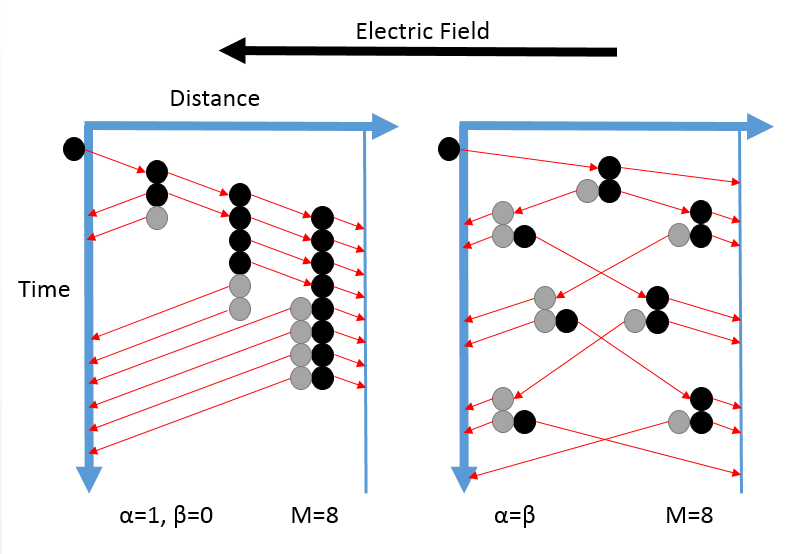 Electric Field
Distance
Time
α=1, β=0
M=8
α=β
M=8